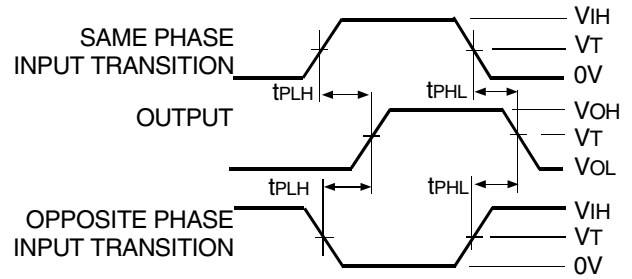 VIH
SAME PHASE
INPUT TRANSITION
VT
0V
tPLH
tPHL
OUTPUT
VOH
VT
VOL
tPLH
tPHL
OPPOSITE PHASE
INPUT TRANSITION
VIH
VT
0V